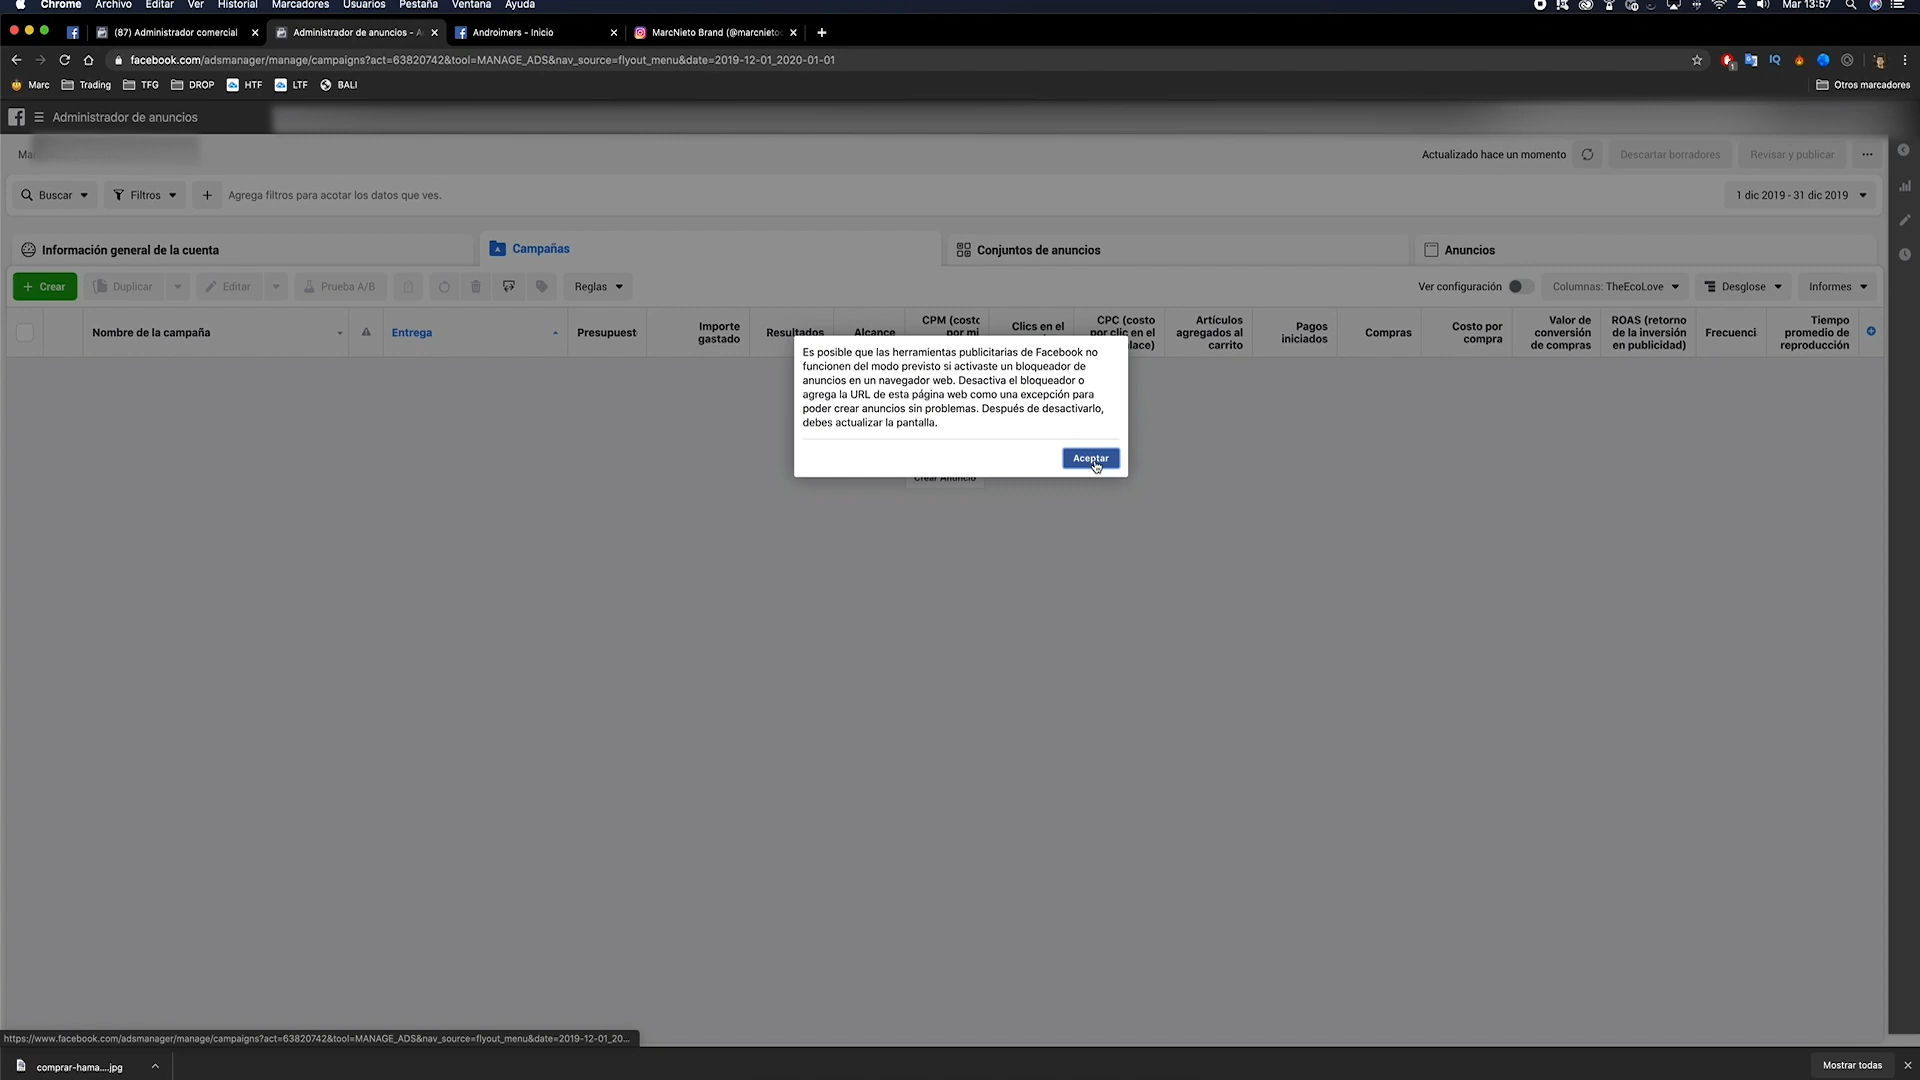 Chrome Archivo Editar Ver Historial Marcadores Usuarios Pestaña Ventana Ayuda Mar 13:57
(87) Administrador comercial Administrador de anuncios - Androimers - Inicio MarcNieto Brand (@marcnieto
facebook.com/adsmanager/manage/campaigns?act=63820742&tool=MANAGE_ADS&nav_source=flyout_menu&date=2019-12-01_2020-01-01
Marc Trading TFG DROP HTF LTF BALI Otros marcadores
Administrador de anuncios
Actualizado hace un momento Descartar borradores Revisar y publicar
Buscar Filtros Agrega filtros para acotar los datos que ves. 1 dic 2019 - 31 dic 2019
Información general de la cuenta Campañas Conjuntos de anuncios Anuncios
+ Crear Duplicar Editar Prueba A/B Reglas Ver configuración Columnas: TheEcoLove Desglose Informes
Nombre de la campaña Entrega Presupuest Importe gastado Resultados Alcance CPM (costo por mi Clics en el CPC (costo por clic en el lace) Artículos agregados al carrito Pagos iniciados Compras Costo por compra Valor de conversión de compras ROAS (retorno de la inversión en publicidad) Frecuenci Tiempo promedio de reproducción
Es posible que las herramientas publicitarias de Facebook no
funcionen del modo previsto si activaste un bloqueador de
anuncios en un navegador web. Desactiva el bloqueador o
agrega la URL de esta página web como una excepción para
poder crear anuncios sin problemas. Después de desactivarlo,
debes actualizar la pantalla.
Aceptar
Crear Anuncio
https://www.facebook.com/adsmanager/manage/campaigns?act=63820742&tool=MANAGE_ADS&nav_source=flyout_menu&date=2019-12-01_20...
comprar-hama....jpg Mostrar todas